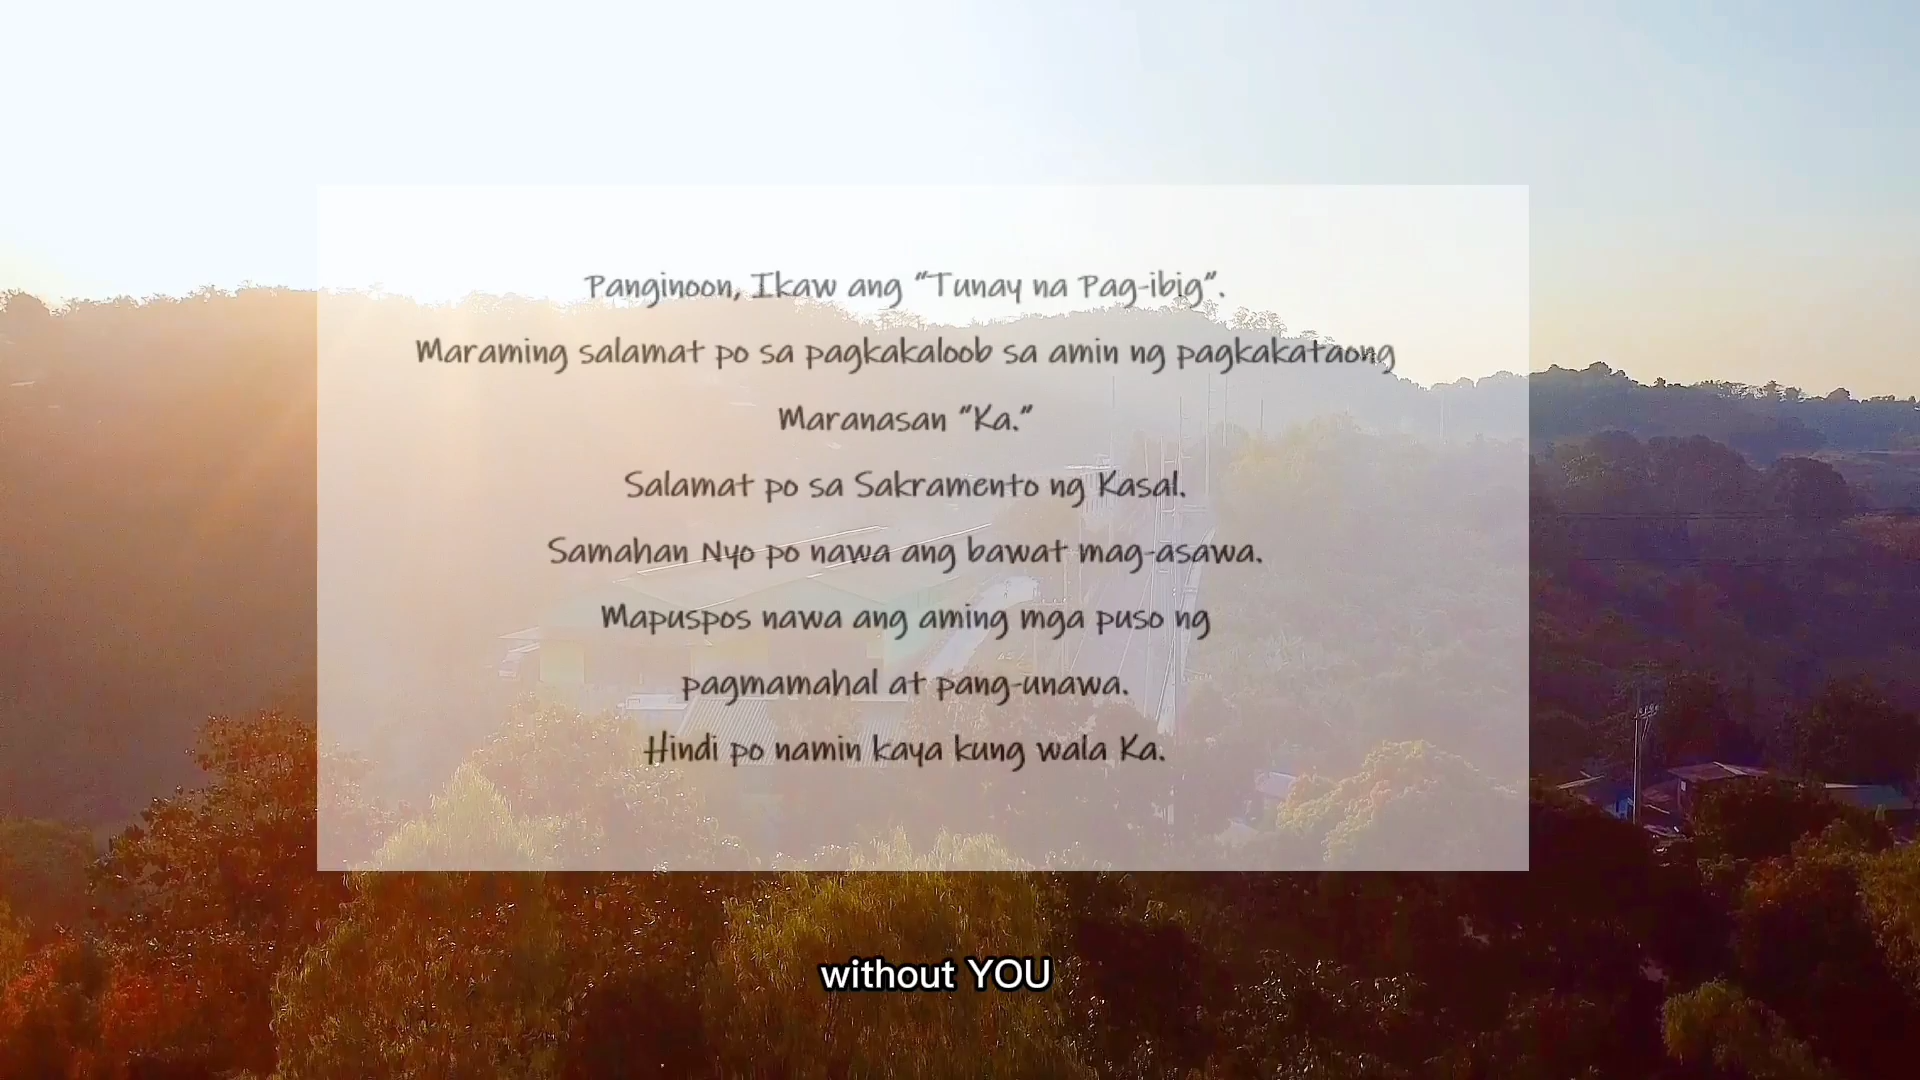 Panginoon, Ikaw ang "Tunay na Pag-ibig".
Maraming salamat po sa pagkakaloob sa amin ng pagkakataong
Maranasan "Ka."
Salamat po sa Sakramento ng Kasal.
Samahan Nyo po nawa ang bawat mag-asawa.
Mapuspos nawa ang aming mga puso ng
pagmamahal at pang-unawa.
Hindi po namin kaya kung wala Ka.
without YOU